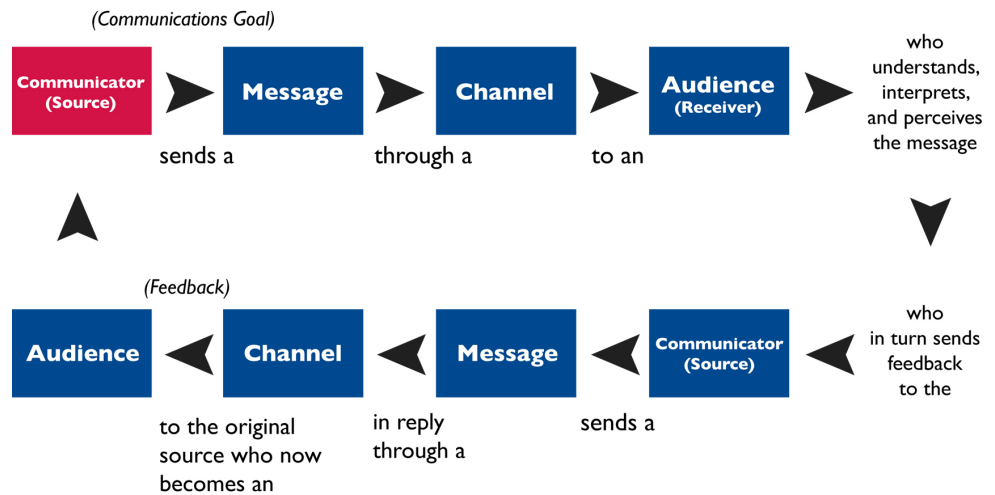 (Communications Goal)
Communicator
(Source)
sends a
Message
through a
Channel
to an
Audience
(Receiver)
who
understands,
interprets,
and perceives
the message
who
in turn sends
feedback
to the
Communicator
(Source)
sends a
Message
in reply
through a
Channel
to the original
source who now
becomes an
Audience
(Feedback)